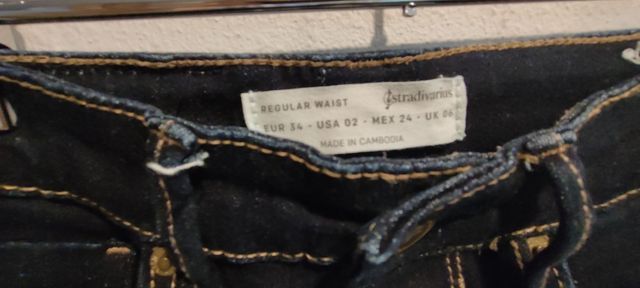 REGULAR WAIST
stradivarius
EUR 34 - USA 02 - MEX 24 - UK 06
MADE IN CAMBODIA